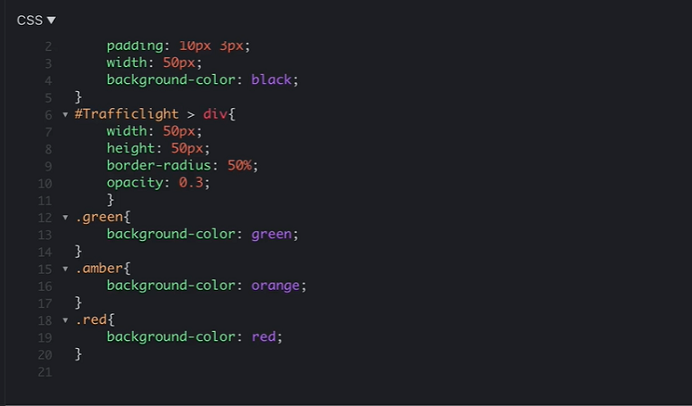 CSS ▼
2 padding: 10px 3px;
3 width: 50px;
4 background-color: black;
5 }
6 ▾ #Trafficlight > div{
7 width: 50px;
8 height: 50px;
9 border-radius: 50%;
10 opacity: 0.3;
11 }
12 ▾ .green{
13 background-color: green;
14 }
15 ▾ .amber{
16 background-color: orange;
17 }
18 ▾ .red{
19 background-color: red;
20 }
21